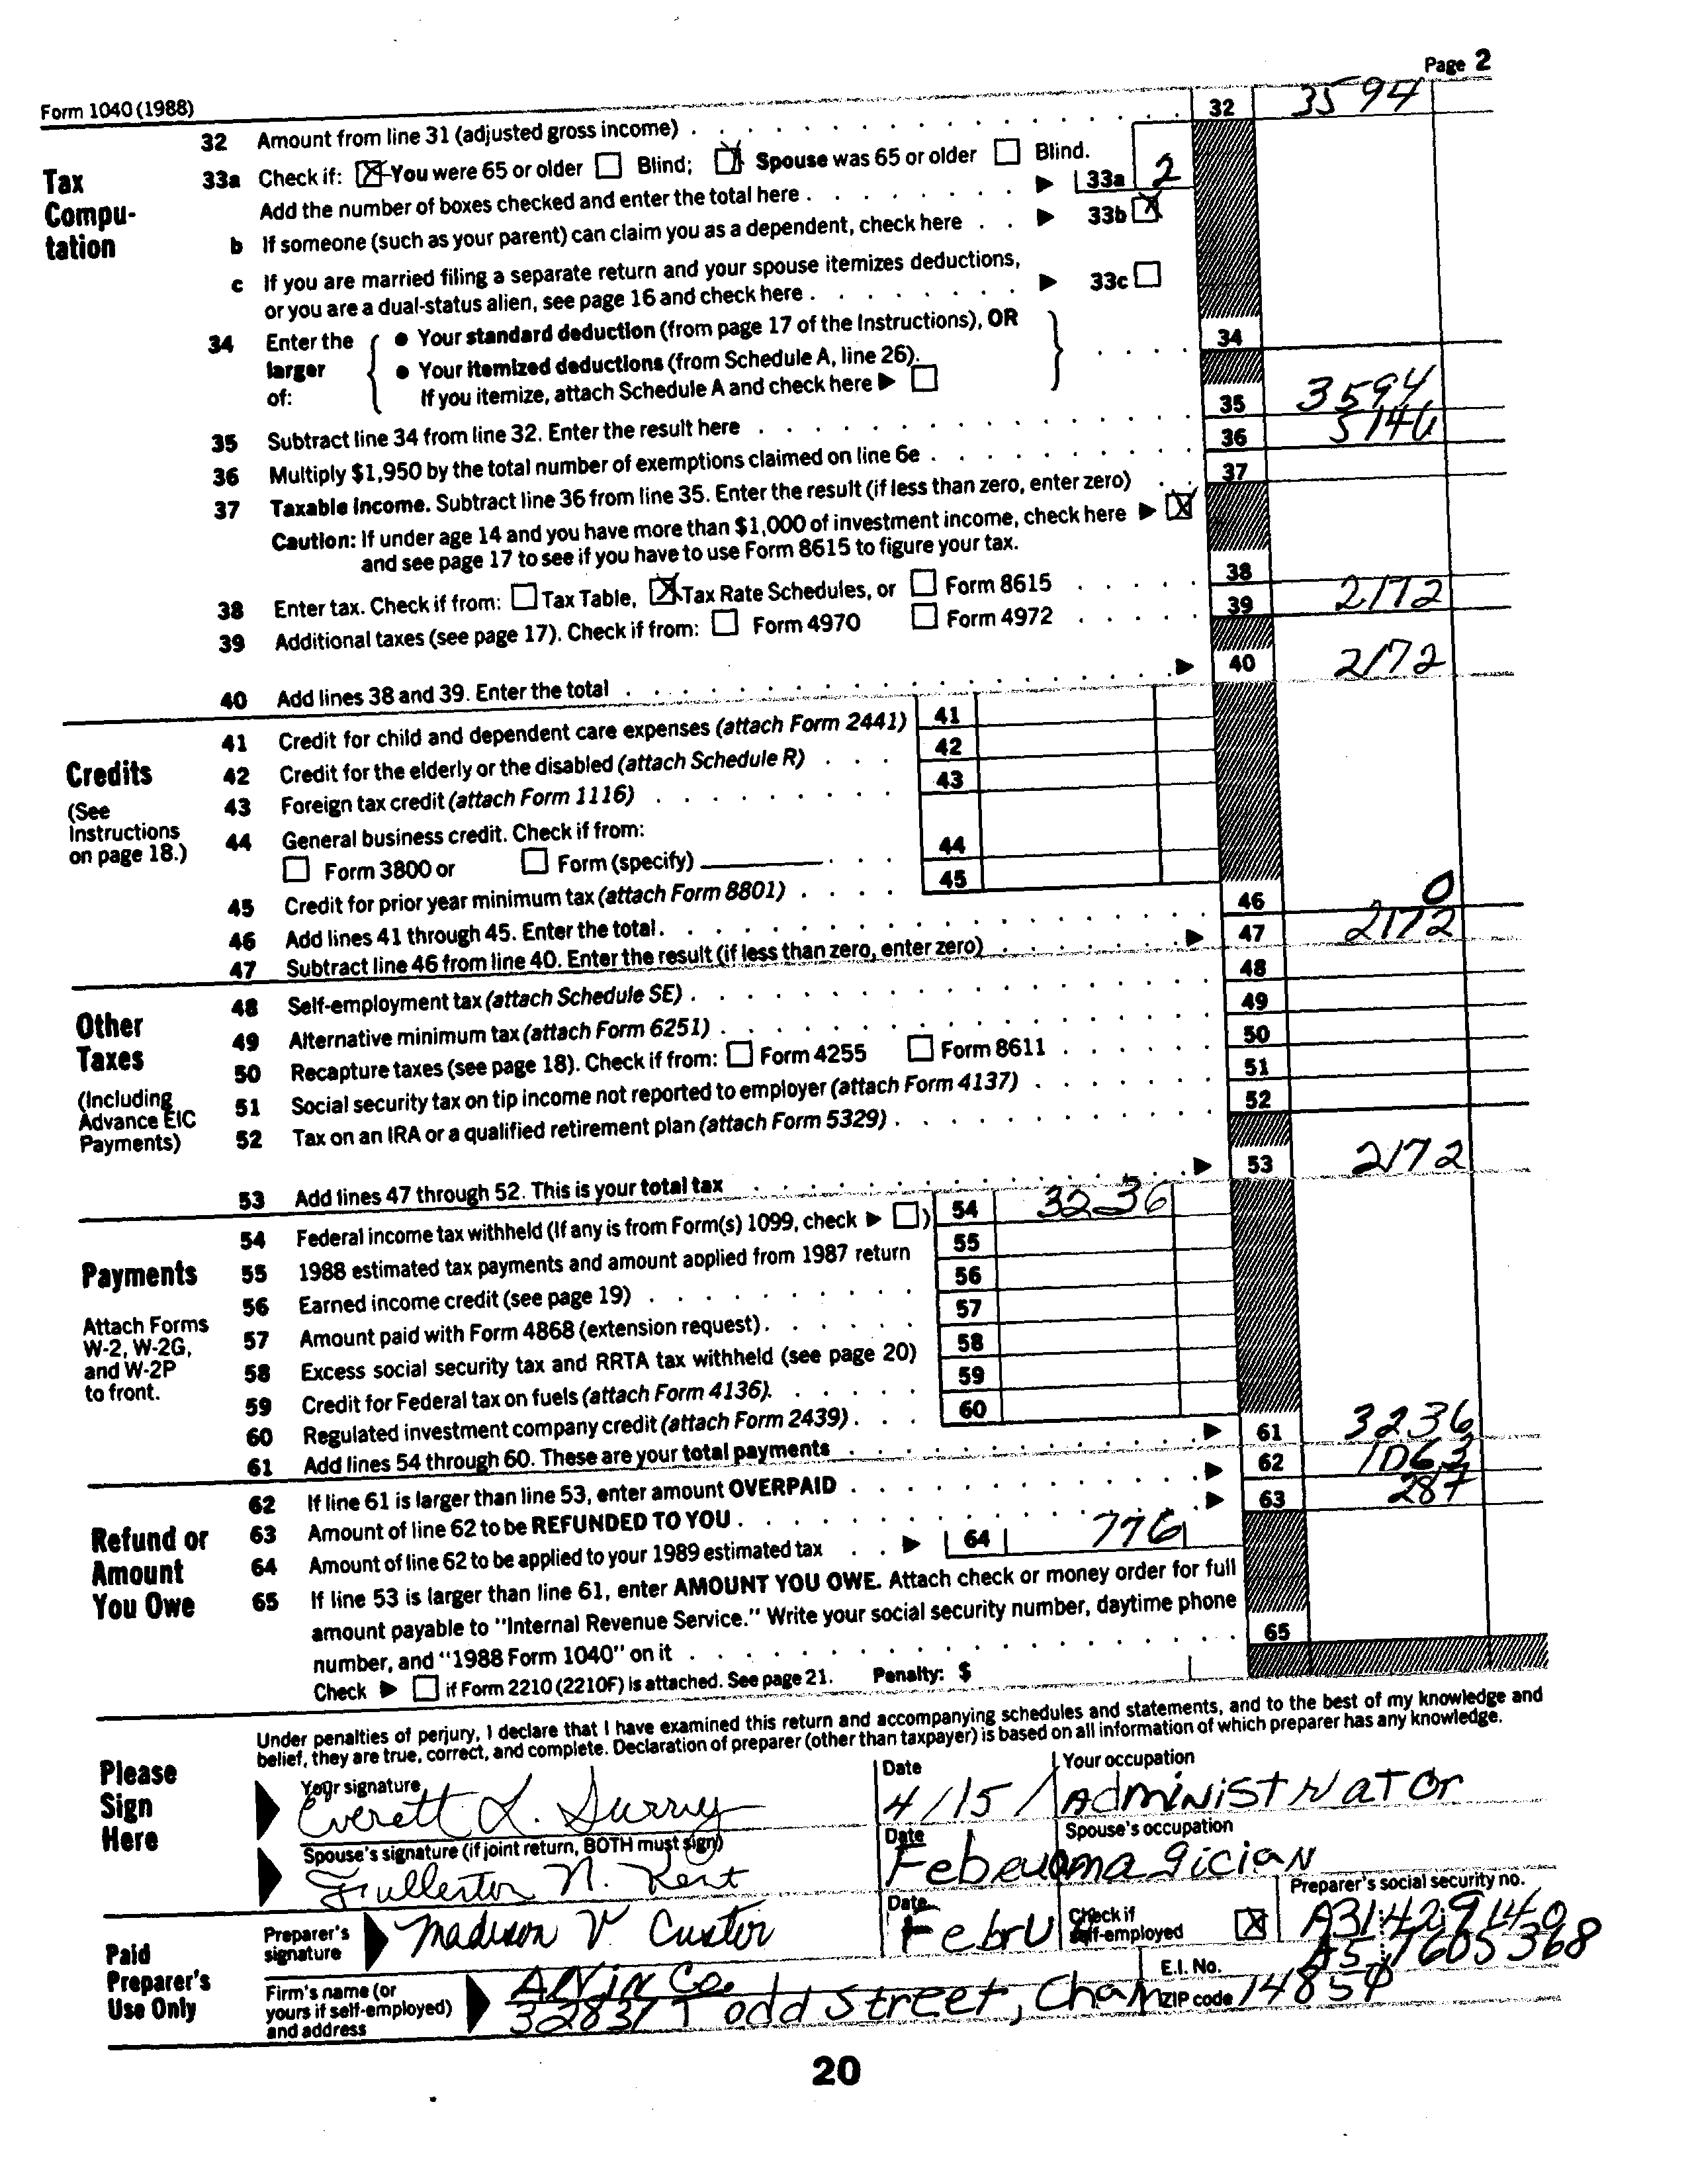 Page 2
Form 1040 (1988)
32 Amount from line 31 (adjusted gross income) 32 3594
Tax Compu- tation
33a Check if: You were 65 or older Blind; Spouse was 65 or older Blind.
Add the number of boxes checked and enter the total here 33a 2
b If someone (such as your parent) can claim you as a dependent, check here 33b
c If you are married filing a separate return and your spouse itemizes deductions,
or you are a dual-status alien, see page 16 and check here 33c
34 Enter the larger of:
• Your standard deduction (from page 17 of the Instructions), OR 34
• Your itemized deductions (from Schedule A, line 26).
If you itemize, attach Schedule A and check here
35 Subtract line 34 from line 32. Enter the result here 35 3594
36 Multiply $1,950 by the total number of exemptions claimed on line 6e 36 5146
37 Taxable income. Subtract line 36 from line 35. Enter the result (if less than zero, enter zero) 37
Caution: If under age 14 and you have more than $1,000 of investment income, check here
and see page 17 to see if you have to use Form 8615 to figure your tax.
38 Enter tax. Check if from: Tax Table, Tax Rate Schedules, or Form 8615 38
39 Additional taxes (see page 17). Check if from: Form 4970 Form 4972 39 2172
40 Add lines 38 and 39. Enter the total 40 2172
Credits
(See Instructions on page 18.)
41 Credit for child and dependent care expenses (attach Form 2441) 41
42 Credit for the elderly or the disabled (attach Schedule R) 42
43 Foreign tax credit (attach Form 1116) 43
44 General business credit. Check if from:
Form 3800 or Form (specify) 44
45 Credit for prior year minimum tax (attach Form 8801) 45
46 Add lines 41 through 45. Enter the total 46 0
47 Subtract line 46 from line 40. Enter the result (if less than zero, enter zero) 47 2172
Other Taxes
(Including Advance EIC Payments)
48 Self-employment tax (attach Schedule SE) 48
49 Alternative minimum tax (attach Form 6251) 49
50 Recapture taxes (see page 18). Check if from: Form 4255 Form 8611 50
51 Social security tax on tip income not reported to employer (attach Form 4137) 51
52 Tax on an IRA or a qualified retirement plan (attach Form 5329) 52
53 Add lines 47 through 52. This is your total tax 53 2172
Payments
Attach Forms W-2, W-2G, and W-2P to front.
54 Federal income tax withheld (If any is from Form(s) 1099, check ) 54 3236
55 1988 estimated tax payments and amount applied from 1987 return 55
56 Earned income credit (see page 19) 56
57 Amount paid with Form 4868 (extension request) 57
58 Excess social security tax and RRTA tax withheld (see page 20) 58
59 Credit for Federal tax on fuels (attach Form 4136) 59
60 Regulated investment company credit (attach Form 2439) 60
61 Add lines 54 through 60. These are your total payments 61 3236
Refund or Amount You Owe
62 If line 61 is larger than line 53, enter amount OVERPAID 62 1063
63 Amount of line 62 to be REFUNDED TO YOU 63 287
64 Amount of line 62 to be applied to your 1989 estimated tax 64 776
65 If line 53 is larger than line 61, enter AMOUNT YOU OWE. Attach check or money order for full
amount payable to "Internal Revenue Service." Write your social security number, daytime phone
number, and "1988 Form 1040" on it 65
Check if Form 2210 (2210F) is attached. See page 21. Penalty: $
Please Sign Here
Under penalties of perjury, I declare that I have examined this return and accompanying schedules and statements, and to the best of my knowledge and
belief, they are true, correct, and complete. Declaration of preparer (other than taxpayer) is based on all information of which preparer has any knowledge.
Your signature Date Your occupation
Everett L. Surry 4/15/ Administrator
Spouse's signature (if joint return, BOTH must sign) Date Spouse's occupation
Fullerton N. Kent magician
Paid Preparer's Use Only
Preparer's signature Madison V. Custer Date Febru Check if self-employed Preparer's social security no. A31429140
Firm's name (or yours if self-employed) and address
E.I. No. A51605368
32831 Todd Street, Cham ZIP code 14854
20